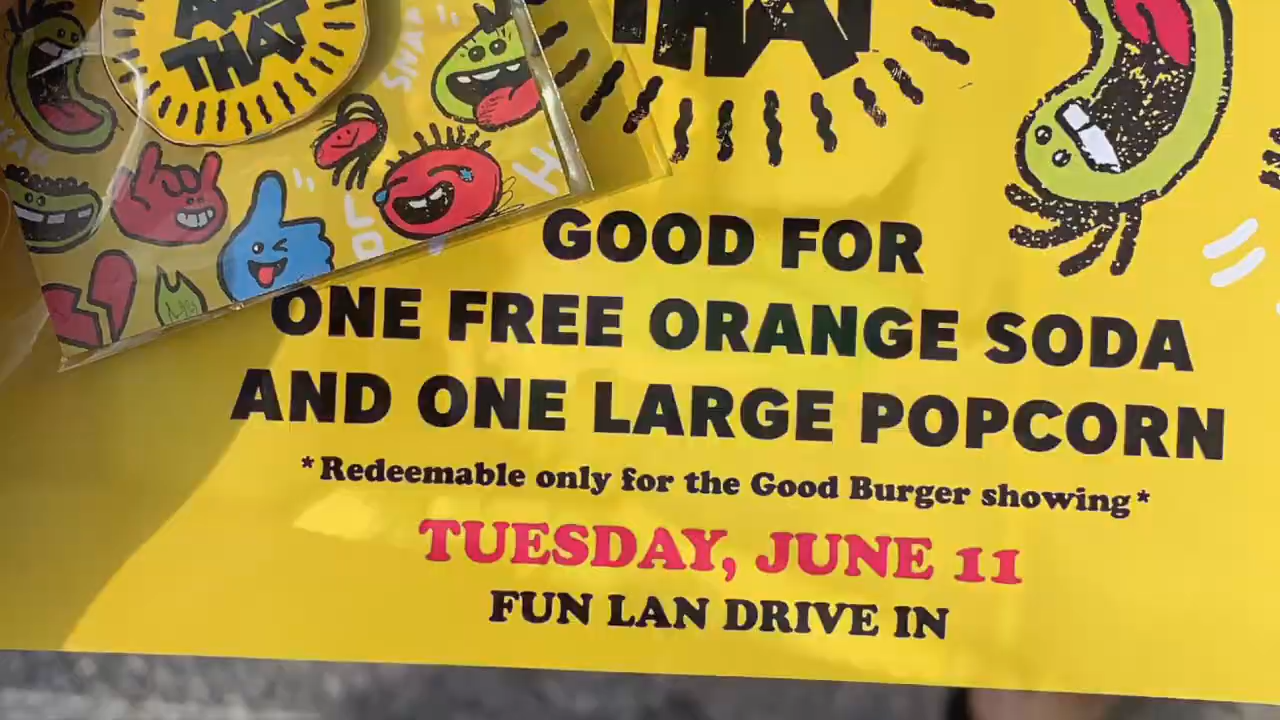 THAT
THAT
SNAP
GOOD FOR
ONE FREE ORANGE SODA
AND ONE LARGE POPCORN
*Redeemable only for the Good Burger showing*
TUESDAY, JUNE 11
FUN LAN DRIVE IN